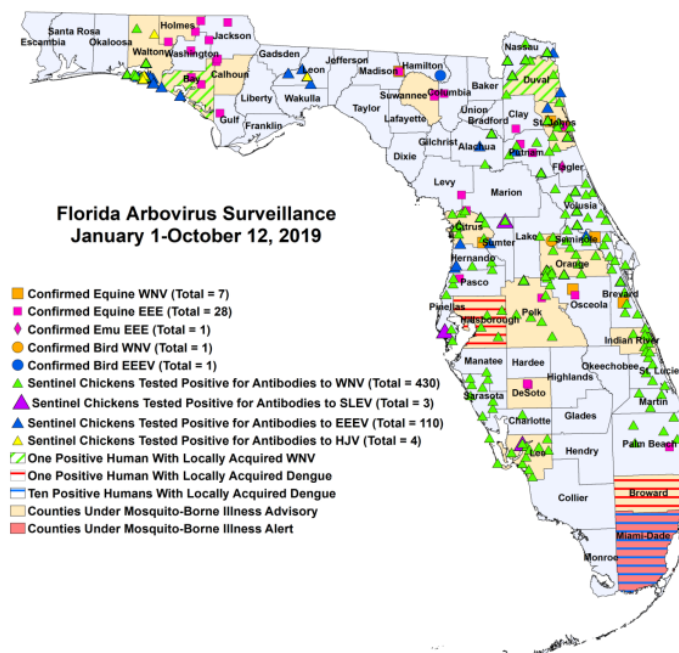 Holmes
Santa Rosa
Jackson
Escambia
Okaloosa
Walton
Washington
Nassau
Gadsden
Jefferson
Hamilton
Leon
Madison
Duval
Bay
Calhoun
Baker
Columbia
Suwannee
Liberty
Wakulla
Taylor
Union
Clay
St. Johns
Lafayette
Bradford
Gulf
Franklin
Gilchrist
Alachua
Putnam
Dixie
Flagler
Levy
Marion
Volusia
Florida Arbovirus Surveillance
January 1-October 12, 2019
Citrus
Lake
Sumter
Seminole
Hernando
Orange
Confirmed Equine WNV (Total = 7)
Pasco
Brevard
Confirmed Equine EEE (Total = 28)
Osceola
Pinellas
Polk
Confirmed Emu EEE (Total = 1)
Hillsborough
Confirmed Bird WNV (Total = 1)
Indian River
Confirmed Bird EEEV (Total = 1)
Manatee
Hardee
Okeechobee
Sentinel Chickens Tested Positive for Antibodies to WNV (Total = 430)
Highlands
St. Lucie
Sentinel Chickens Tested Positive for Antibodies to SLEV (Total = 3)
Sarasota
DeSoto
Martin
Sentinel Chickens Tested Positive for Antibodies to EEEV (Total = 110)
Charlotte
Glades
Sentinel Chickens Tested Positive for Antibodies to HJV (Total = 4)
Palm Beach
One Positive Human With Locally Acquired WNV
Lee
Hendry
One Positive Human With Locally Acquired Dengue
Ten Positive Humans With Locally Acquired Dengue
Collier
Broward
Counties Under Mosquito-Borne Illness Advisory
Counties Under Mosquito-Borne Illness Alert
Miami-Dade
Monroe